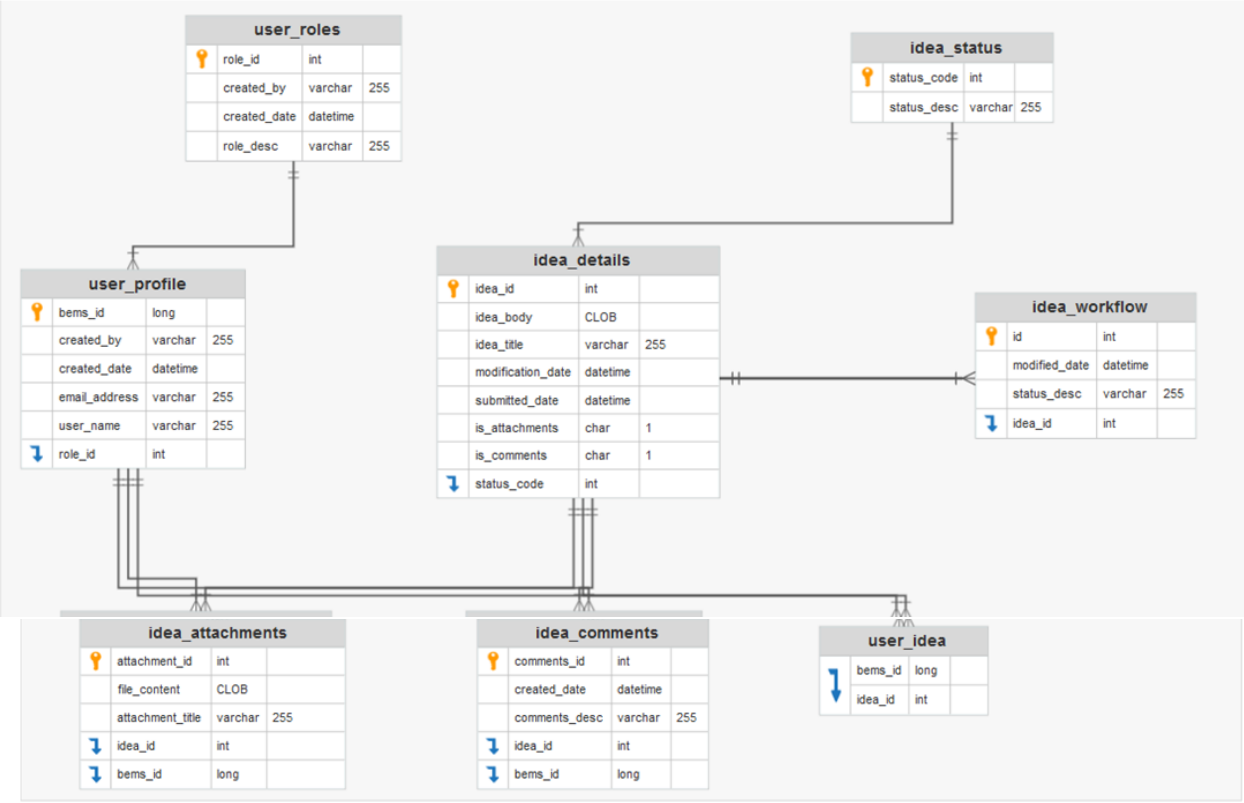 user_roles
role_id int
created_by varchar 255
created_date datetime
role_desc varchar 255
idea_status
status_code int
status_desc varchar 255
user_profile
bems_id long
created_by varchar 255
created_date datetime
email_address varchar 255
user_name varchar 255
role_id int
idea_details
idea_id int
idea_body CLOB
idea_title varchar 255
modification_date datetime
submitted_date datetime
is_attachments char 1
is_comments char 1
status_code int
idea_workflow
id int
modified_date datetime
status_desc varchar 255
idea_id int
idea_attachments
attachment_id int
file_content CLOB
attachment_title varchar 255
idea_id int
bems_id long
idea_comments
comments_id int
created_date datetime
comments_desc varchar 255
idea_id int
bems_id long
user_idea
bems_id long
idea_id int